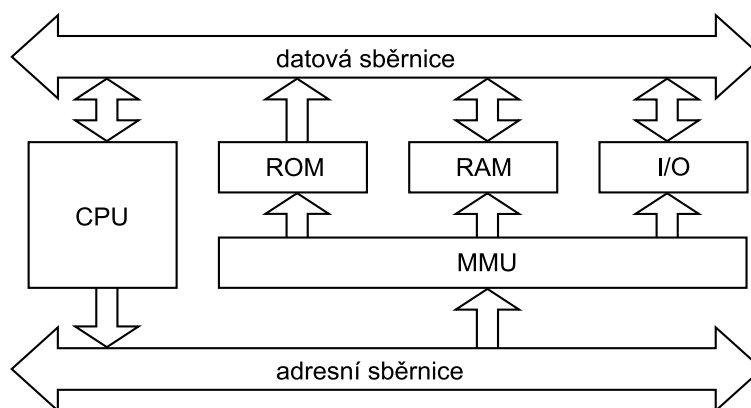 datová sběrnice
ROM
RAM
I/O
CPU
MMU
adresní sběrnice